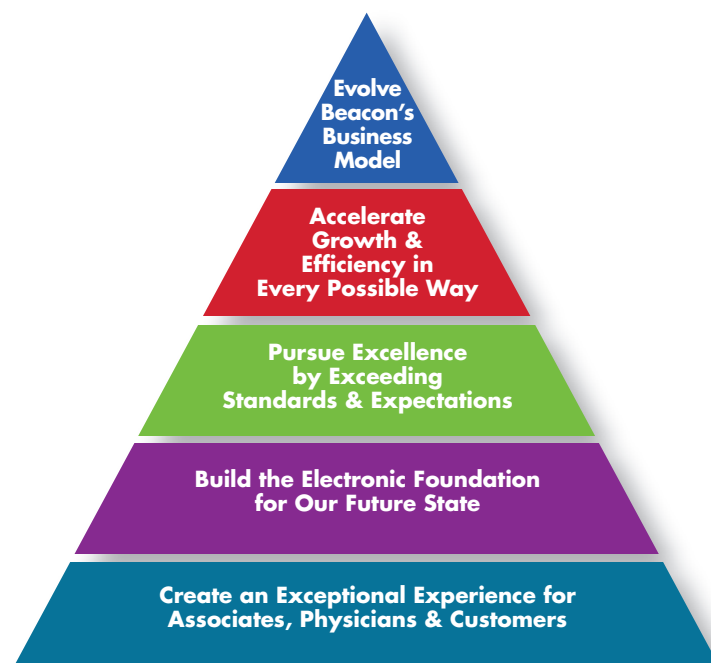 Evolve
Beacon's
Business
Model
Accelerate
Growth &
Efficiency in
Every Possible Way
Pursue Excellence
by Exceeding
Standards & Expectations
Build the Electronic Foundation
for Our Future State
Create an Exceptional Experience for
Associates, Physicians & Customers